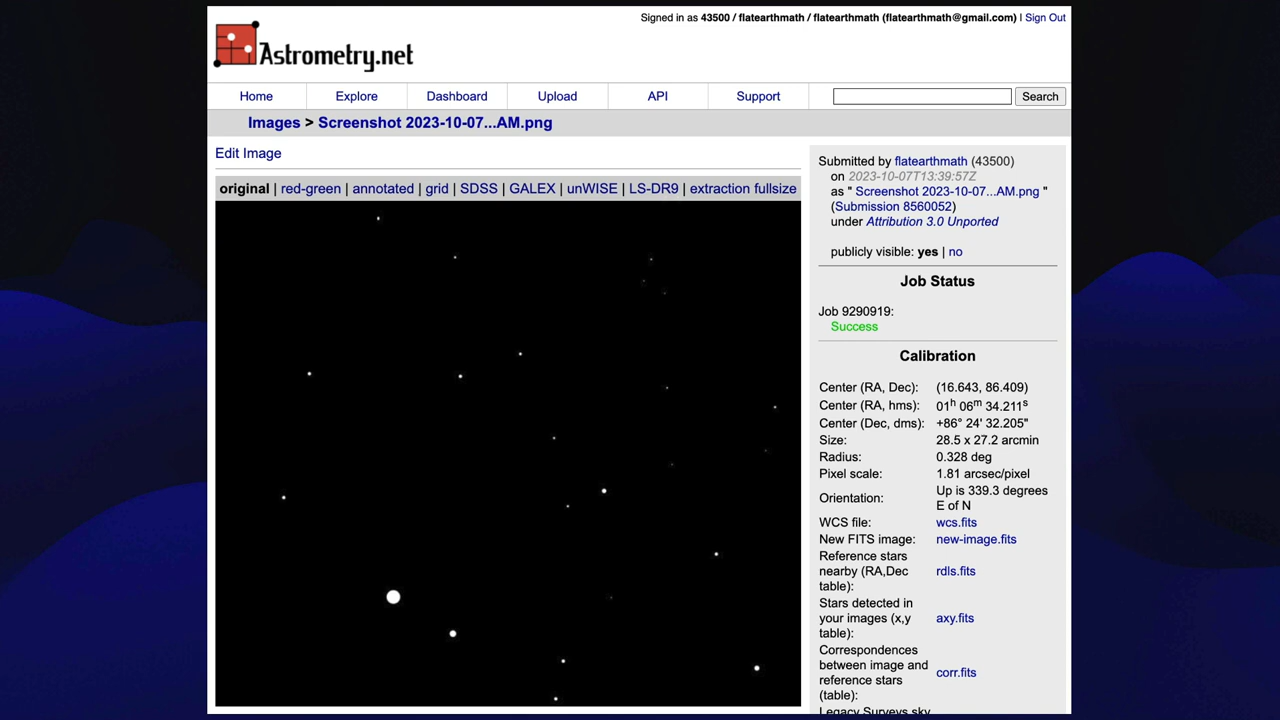 Signed in as 43500 / flatearthmath / flatearthmath (flatearthmath@gmail.com) | Sign Out
Astrometry.net
Home Explore Dashboard Upload API Support Search
Images > Screenshot 2023-10-07...AM.png
Edit Image
original | red-green | annotated | grid | SDSS | GALEX | unWISE | LS-DR9 | extraction fullsize
Submitted by flatearthmath (43500)
on 2023-10-07T13:39:57Z
as " Screenshot 2023-10-07...AM.png "
(Submission 8560052)
under Attribution 3.0 Unported
publicly visible: yes | no
Job Status
Job 9290919:
Success
Calibration
Center (RA, Dec): (16.643, 86.409)
Center (RA, hms): 01h 06m 34.211s
Center (Dec, dms): +86° 24' 32.205"
Size: 28.5 x 27.2 arcmin
Radius: 0.328 deg
Pixel scale: 1.81 arcsec/pixel
Orientation: Up is 339.3 degrees
E of N
WCS file: wcs.fits
New FITS image: new-image.fits
Reference stars
nearby (RA,Dec rdls.fits
table):
Stars detected in
your images (x,y axy.fits
table):
Correspondences
between image and corr.fits
reference stars
(table):
Legacy Surveys sky